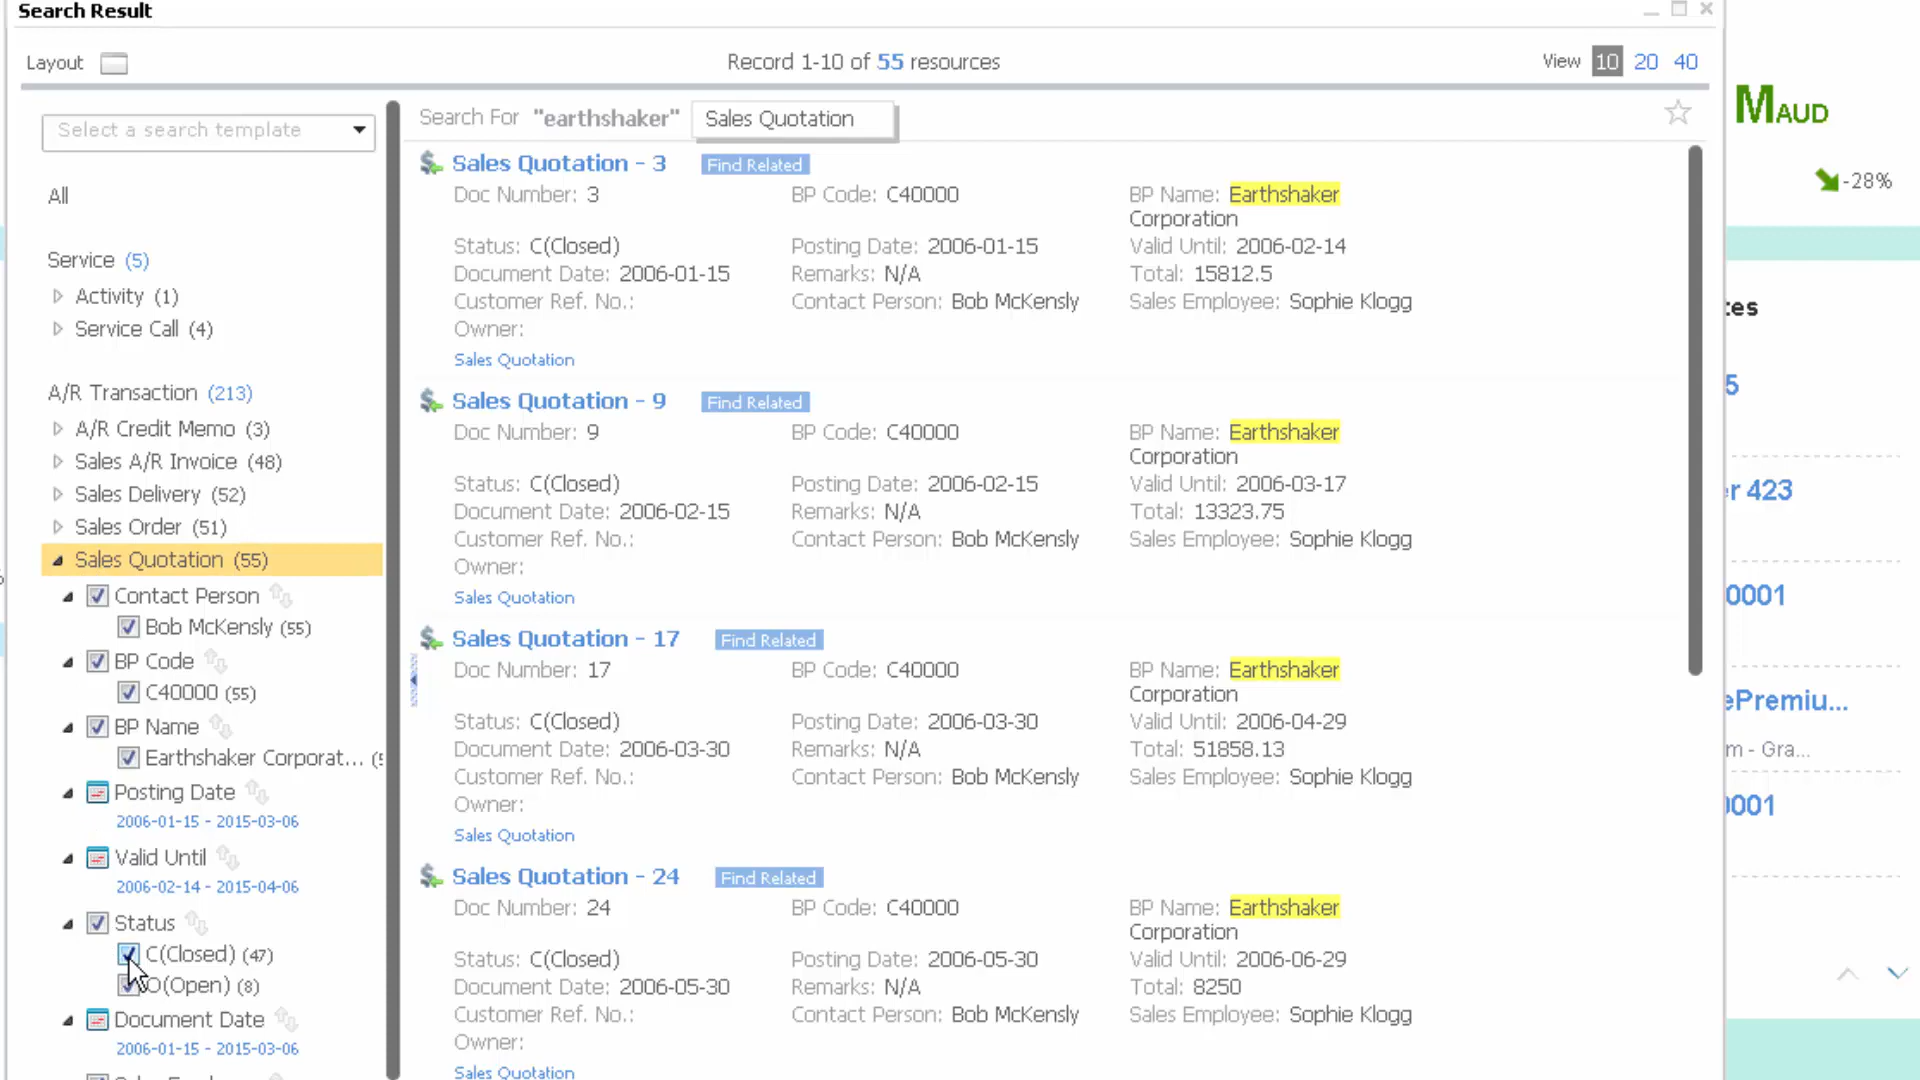 Search Result
Layout
Record 1-10 of 55 resources
View 10 20 40
Select a search template
All
Service (5)
Activity (1)
Service Call (4)
A/R Transaction (213)
A/R Credit Memo (3)
Sales A/R Invoice (48)
Sales Delivery (52)
Sales Order (51)
Sales Quotation (55)
Contact Person
Bob McKensly (55)
BP Code
C40000 (55)
BP Name
Earthshaker Corporat...
Posting Date
2006-01-15 - 2015-03-06
Valid Until
2006-02-14 - 2015-04-06
Status
C(Closed) (47)
O(Open) (8)
Document Date
2006-01-15 - 2015-03-06
Search For "earthshaker" Sales Quotation
Sales Quotation - 3 Find Related
Doc Number: 3 BP Code: C40000 BP Name: Earthshaker
Corporation
Status: C(Closed) Posting Date: 2006-01-15 Valid Until: 2006-02-14
Document Date: 2006-01-15 Remarks: N/A Total: 15812.5
Customer Ref. No.: Contact Person: Bob McKensly Sales Employee: Sophie Klogg
Owner:
Sales Quotation
Sales Quotation - 9 Find Related
Doc Number: 9 BP Code: C40000 BP Name: Earthshaker
Corporation
Status: C(Closed) Posting Date: 2006-02-15 Valid Until: 2006-03-17
Document Date: 2006-02-15 Remarks: N/A Total: 13323.75
Customer Ref. No.: Contact Person: Bob McKensly Sales Employee: Sophie Klogg
Owner:
Sales Quotation
Sales Quotation - 17 Find Related
Doc Number: 17 BP Code: C40000 BP Name: Earthshaker
Corporation
Status: C(Closed) Posting Date: 2006-03-30 Valid Until: 2006-04-29
Document Date: 2006-03-30 Remarks: N/A Total: 51858.13
Customer Ref. No.: Contact Person: Bob McKensly Sales Employee: Sophie Klogg
Owner:
Sales Quotation
Sales Quotation - 24 Find Related
Doc Number: 24 BP Code: C40000 BP Name: Earthshaker
Corporation
Status: C(Closed) Posting Date: 2006-05-30 Valid Until: 2006-06-29
Document Date: 2006-05-30 Remarks: N/A Total: 8250
Customer Ref. No.: Contact Person: Bob McKensly Sales Employee: Sophie Klogg
Owner:
Sales Quotation
MAUD
-28%
tes
5
r 423
0001
ePremiu...
m - Gra...
0001